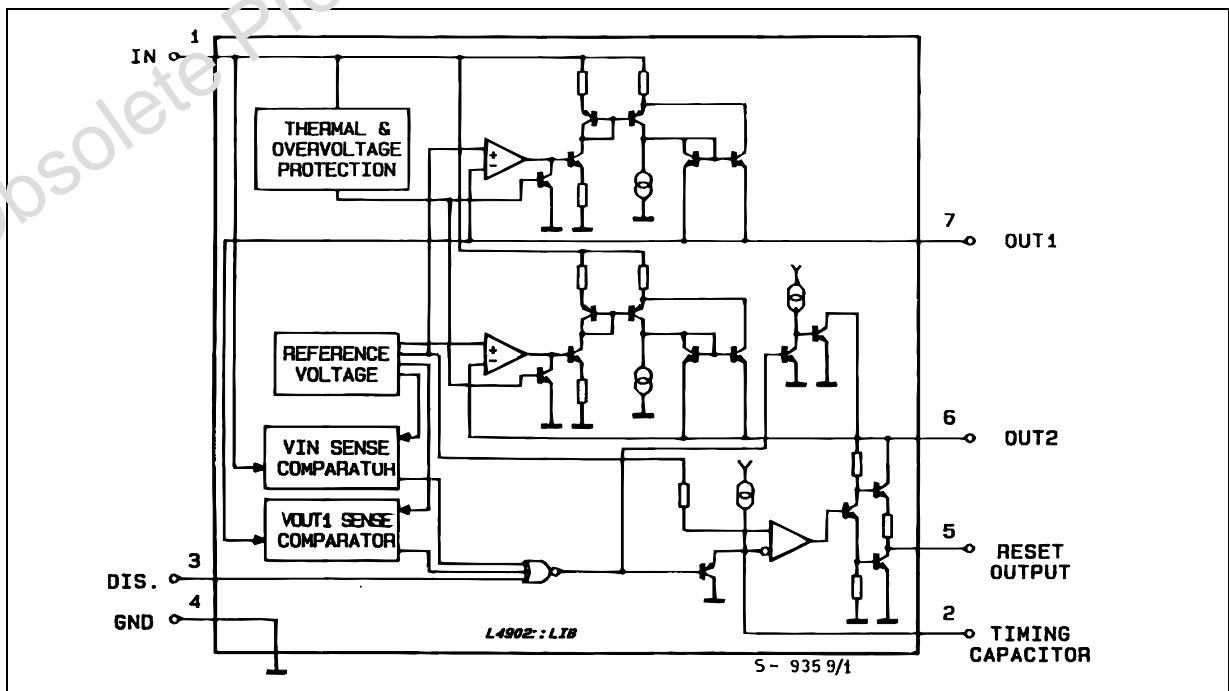 bsolete Pro
1
IN
THERMAL &
OVERVOLTAGE
PROTECTION
+
-
7
OUT1
REFERENCE
VOLTAGE
+
-
6
OUT2
VIN SENSE
COMPARATUH
VOUT1 SENSE
COMPARATOR
5
RESET
OUTPUT
3
DIS.
4
GND
2
TIMING
CAPACITOR
L4902::LIB
S- 935 9/1